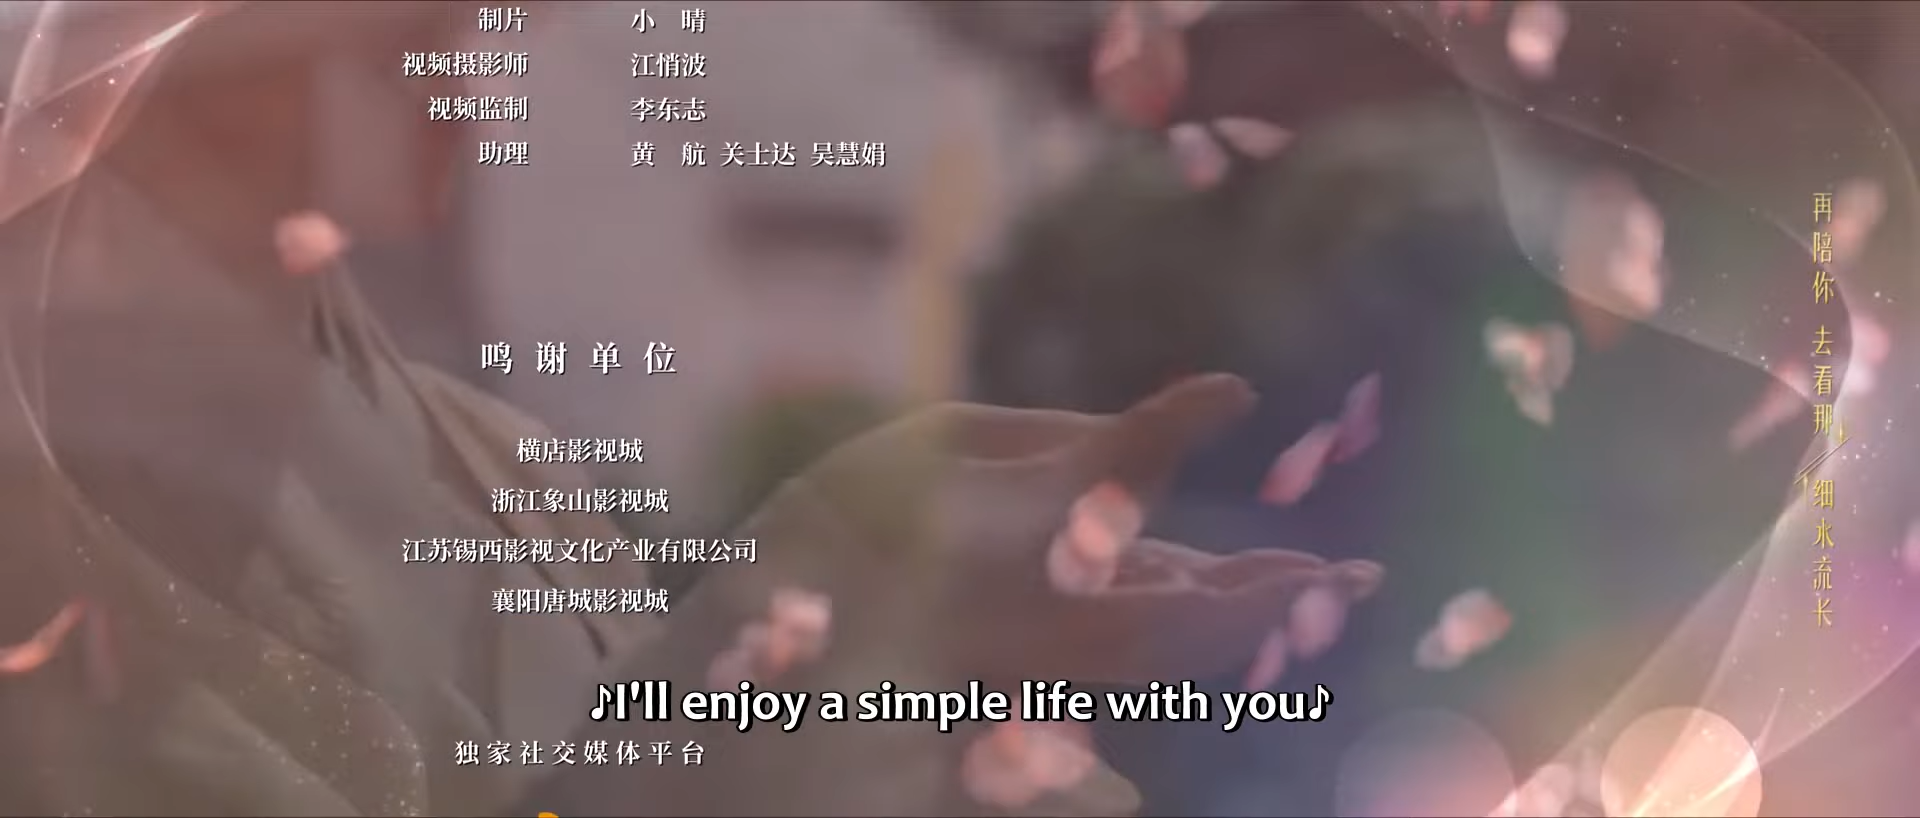 制片 小 晴
视频摄影师 江悄波
视频监制 李东志
助理 黄 航 关士达 吴慧娟
鸣谢单位
横店影视城
浙江象山影视城
江苏锡西影视文化产业有限公司
襄阳唐城影视城
♪I'll enjoy a simple life with you♪
独家社交媒体平台
再陪你 去看那 细水流长